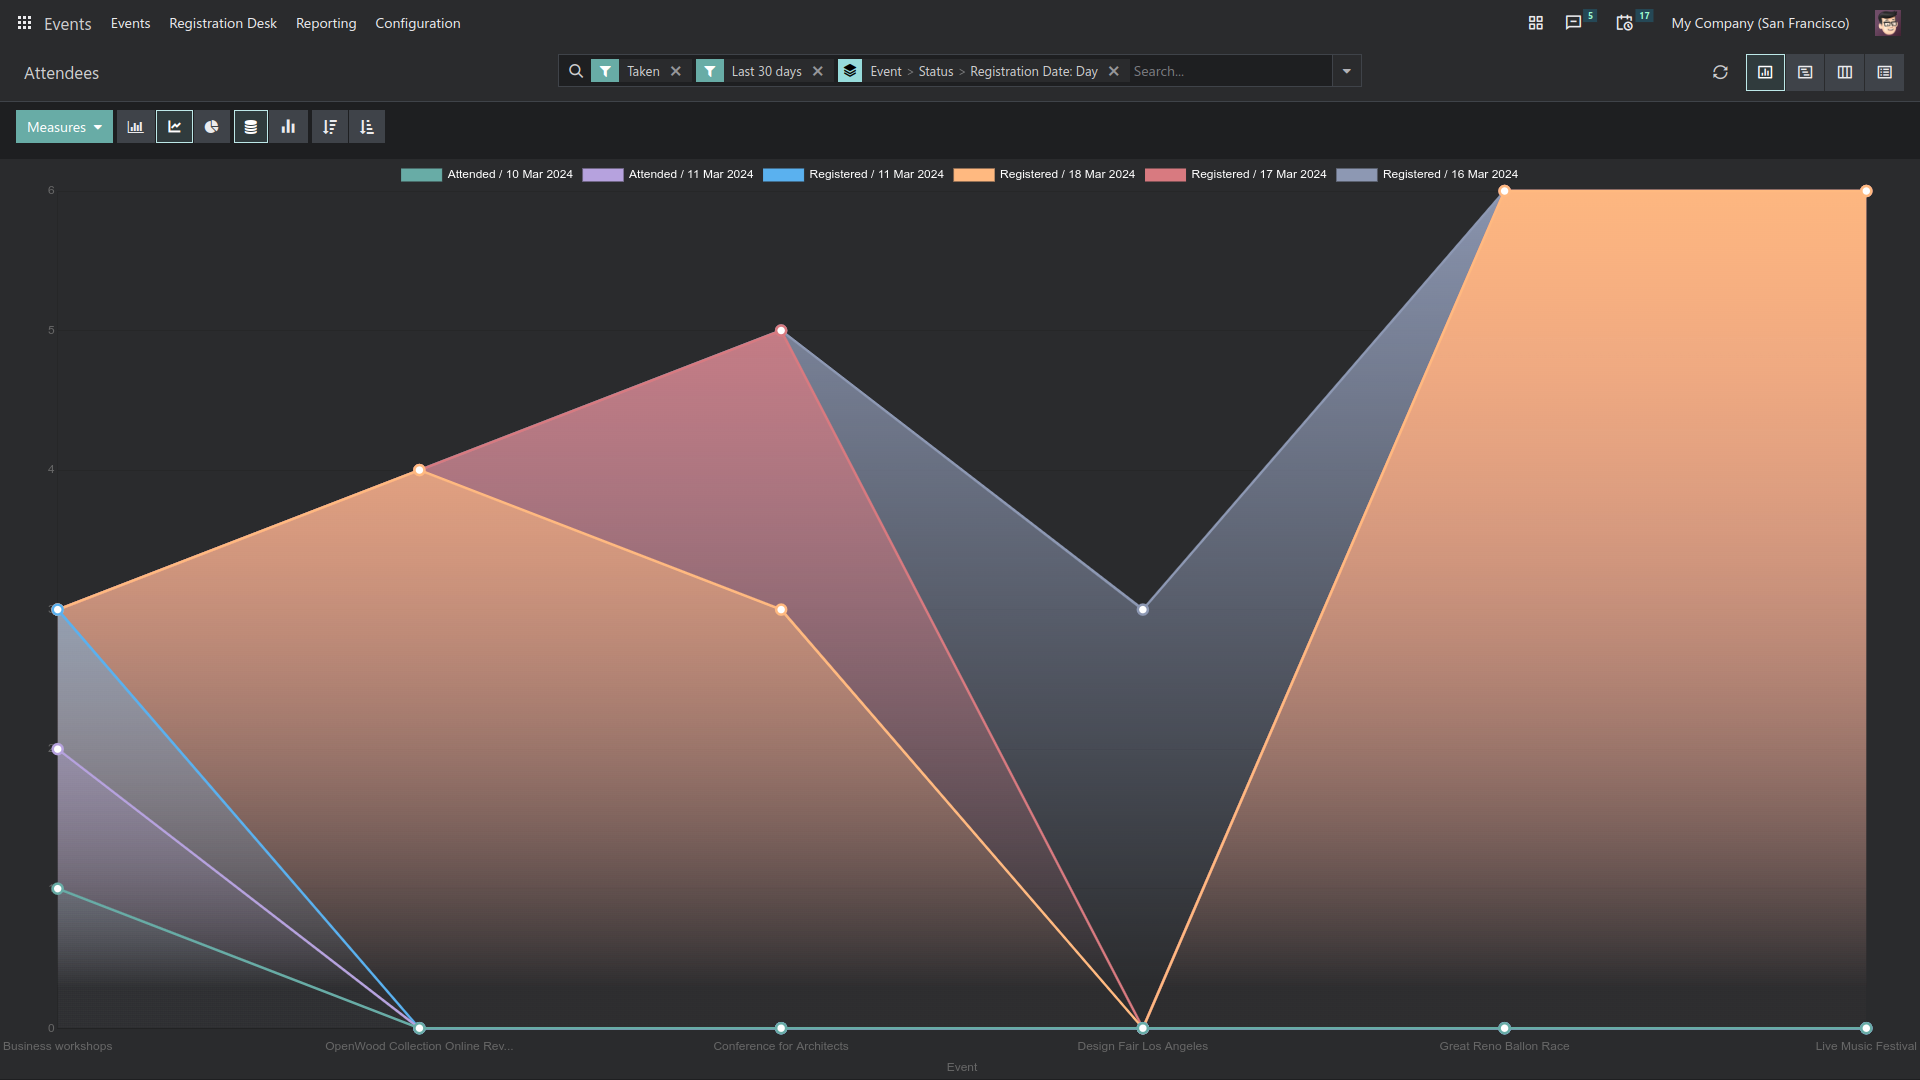 Events Events Registration Desk Reporting Configuration 5 17 My Company (San Francisco)
Attendees Taken Last 30 days Event > Status > Registration Date: Day Search...
Measures
Attended / 10 Mar 2024 Attended / 11 Mar 2024 Registered / 11 Mar 2024 Registered / 18 Mar 2024 Registered / 17 Mar 2024 Registered / 16 Mar 2024
6
5
4
0
Business workshops OpenWood Collection Online Rev... Conference for Architects Design Fair Los Angeles Great Reno Ballon Race Live Music Festival
Event